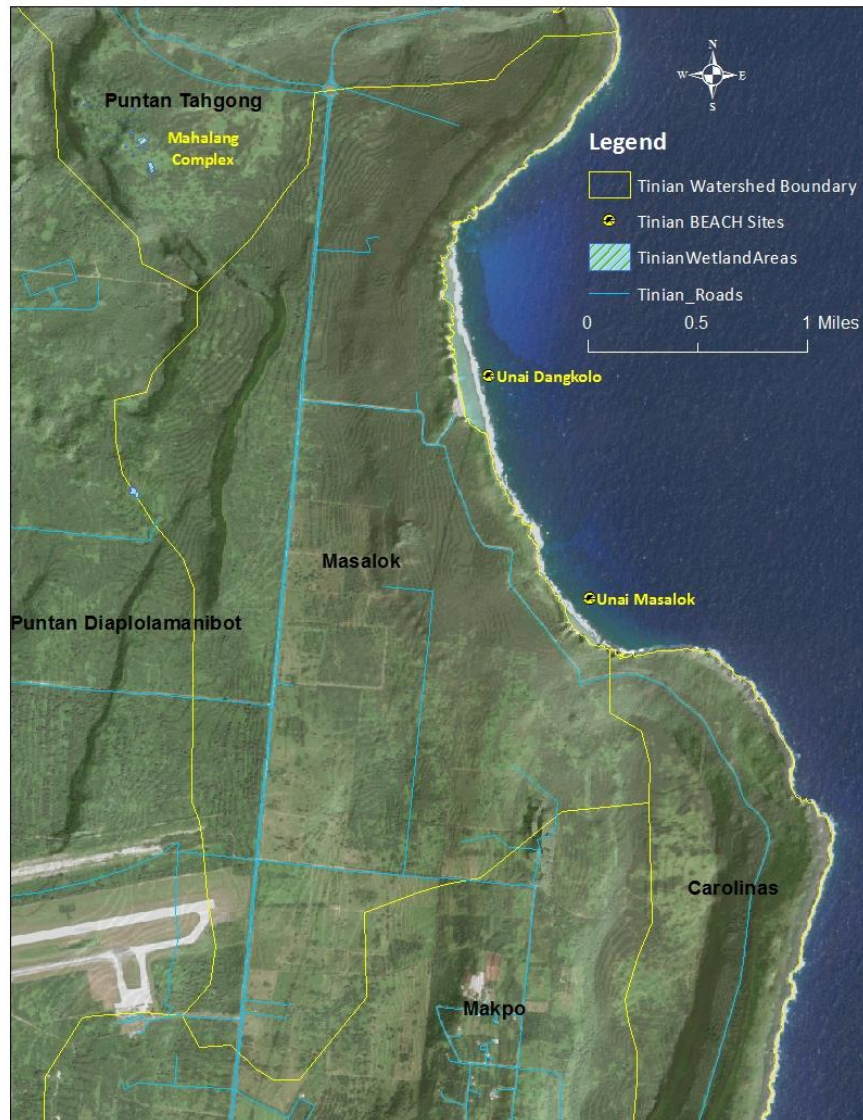 Puntan Tahgong
Mahalang
Complex
N
W E
S
Legend
Tinian Watershed Boundary
Tinian BEACH Sites
TinianWetlandAreas
Tinian_Roads
0 0.5 1 Miles
Unai Dangkolo
Masalok
Unai Masalok
Puntan Diaplolamanibot
Carolinas
Makpo